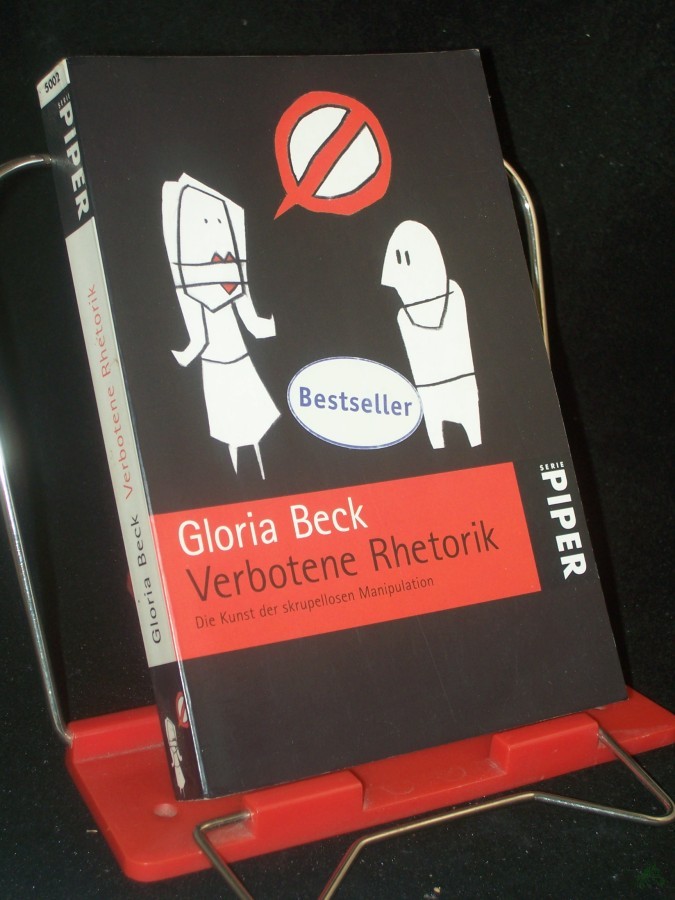 5002
SERIE
PIPER
Gloria Beck Verbotene Rhetorik
Bestseller
Gloria Beck
Verbotene Rhetorik
Die Kunst der skrupellosen Manipulation
SERIE
PIPER